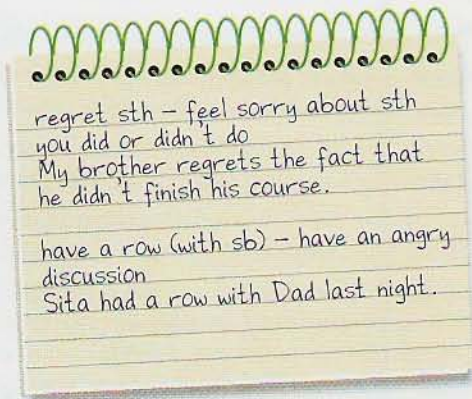 regret sth – feel sorry about sth
you did or didn't do
My brother regrets the fact that
he didn't finish his course.
have a row (with sb) – have an angry
discussion
Sita had a row with Dad last night.